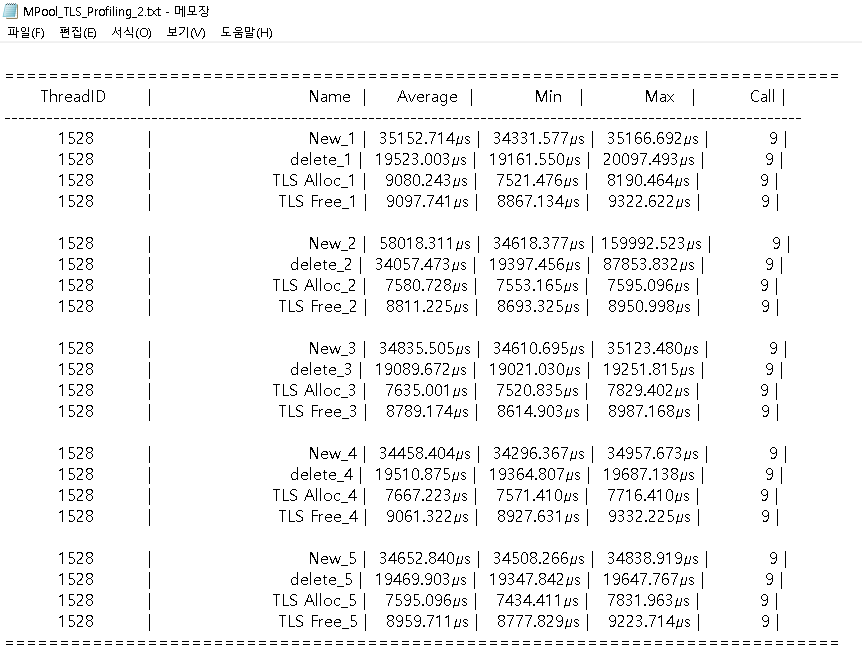 MPool_TLS_Profiling_2.txt - 메모장
파일(F) 편집(E) 서식(O) 보기(V) 도움말(H)
================================================================================
ThreadID | Name | Average | Min | Max | Call |
--------------------------------------------------------------------------------
1528 | New_1 | 35152.714µs | 34331.577µs | 35166.692µs | 9 |
1528 | delete_1 | 19523.003µs | 19161.550µs | 20097.493µs | 9 |
1528 | TLS Alloc_1 | 9080.243µs | 7521.476µs | 8190.464µs | 9 |
1528 | TLS Free_1 | 9097.741µs | 8867.134µs | 9322.622µs | 9 |
1528 | New_2 | 58018.311µs | 34618.377µs | 159992.523µs | 9 |
1528 | delete_2 | 34057.473µs | 19397.456µs | 87853.832µs | 9 |
1528 | TLS Alloc_2 | 7580.728µs | 7553.165µs | 7595.096µs | 9 |
1528 | TLS Free_2 | 8811.225µs | 8693.325µs | 8950.998µs | 9 |
1528 | New_3 | 34835.505µs | 34610.695µs | 35123.480µs | 9 |
1528 | delete_3 | 19089.672µs | 19021.030µs | 19251.815µs | 9 |
1528 | TLS Alloc_3 | 7635.001µs | 7520.835µs | 7829.402µs | 9 |
1528 | TLS Free_3 | 8789.174µs | 8614.903µs | 8987.168µs | 9 |
1528 | New_4 | 34458.404µs | 34296.367µs | 34957.673µs | 9 |
1528 | delete_4 | 19510.875µs | 19364.807µs | 19687.138µs | 9 |
1528 | TLS Alloc_4 | 7667.223µs | 7571.410µs | 7716.410µs | 9 |
1528 | TLS Free_4 | 9061.322µs | 8927.631µs | 9332.225µs | 9 |
1528 | New_5 | 34652.840µs | 34508.266µs | 34838.919µs | 9 |
1528 | delete_5 | 19469.903µs | 19347.842µs | 19647.767µs | 9 |
1528 | TLS Alloc_5 | 7595.096µs | 7434.411µs | 7831.963µs | 9 |
1528 | TLS Free_5 | 8959.711µs | 8777.829µs | 9223.714µs | 9 |
================================================================================